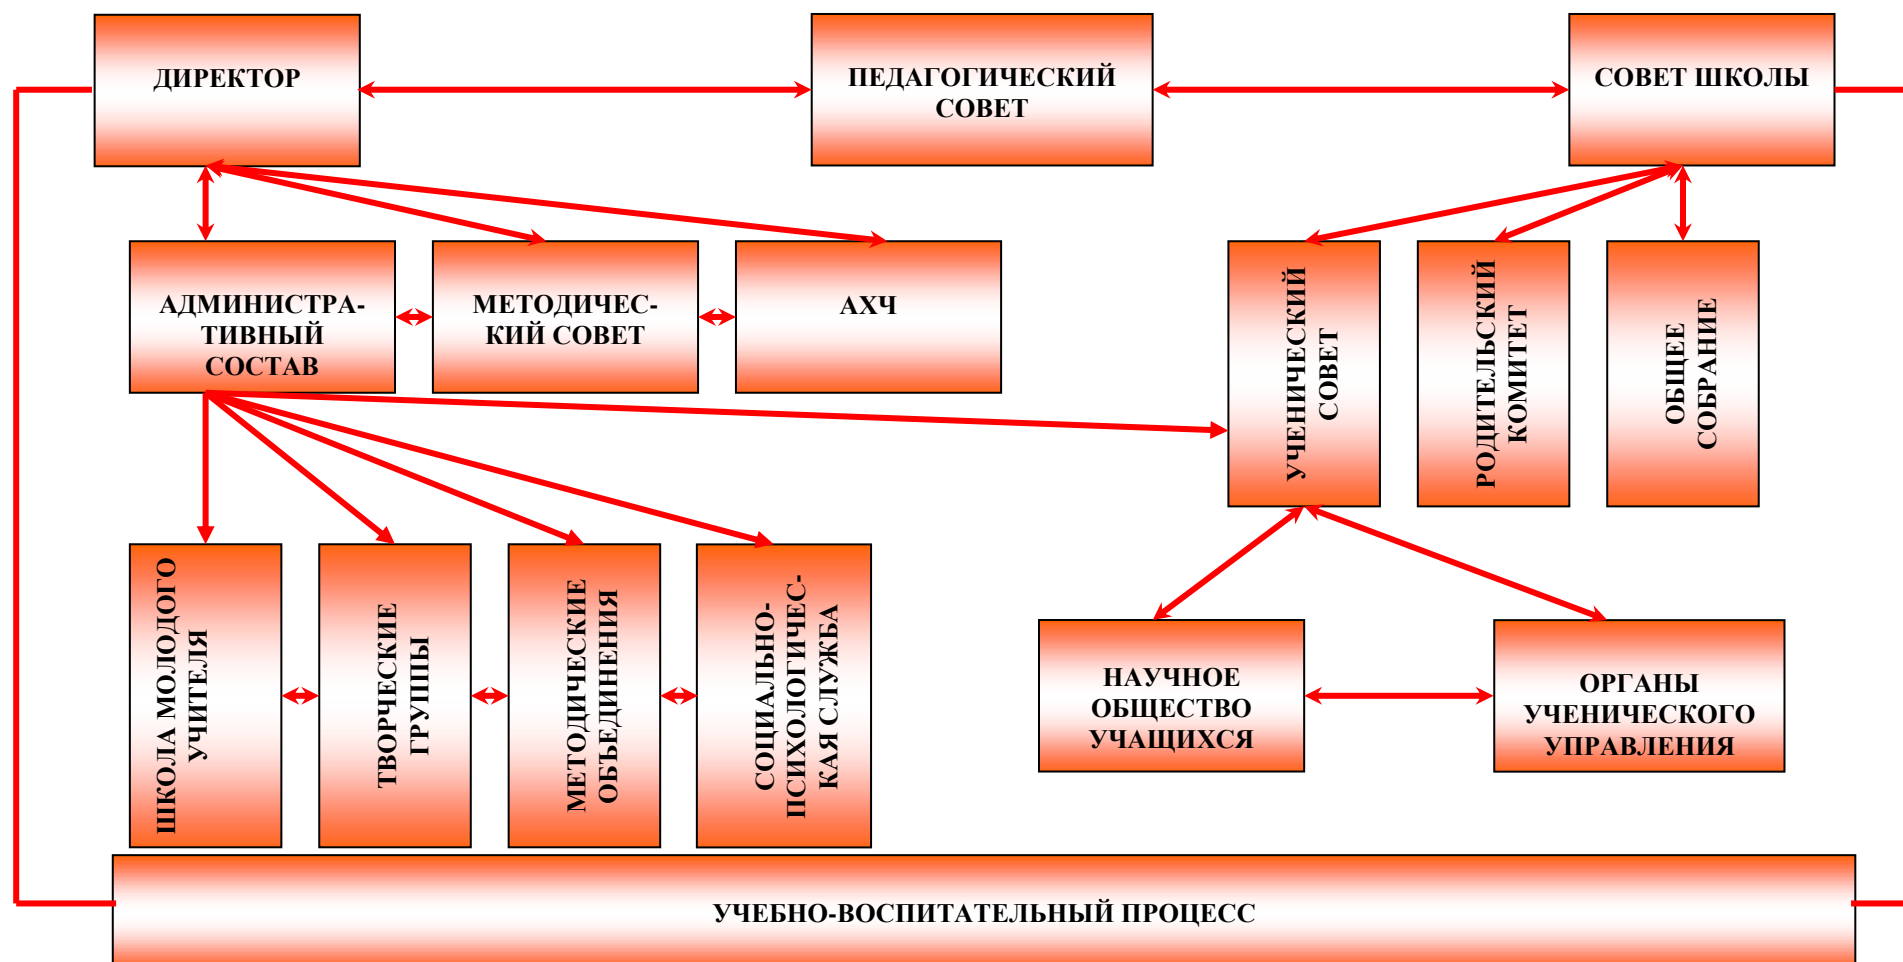 ДИРЕКТОР
ПЕДАГОГИЧЕСКИЙ
СОВЕТ
СОВЕТ ШКОЛЫ
АДМИНИСТРА-
ТИВНЫЙ
СОСТАВ
МЕТОДИЧЕС-
КИЙ СОВЕТ
АХЧ
УЧЕНИЧЕСКИЙ
СОВЕТ
РОДИТЕЛЬСКИЙ
КОМИТЕТ
ОБЩЕЕ
СОБРАНИЕ
ШКОЛА МОЛОДОГО
УЧИТЕЛЯ
ТВОРЧЕСКИЕ
ГРУППЫ
МЕТОДИЧЕСКИЕ
ОБЪЕДИНЕНИЯ
СОЦИАЛЬНО-
ПСИХОЛОГИЧЕС-
КАЯ СЛУЖБА
НАУЧНОЕ
ОБЩЕСТВО
УЧАЩИХСЯ
ОРГАНЫ
УЧЕНИЧЕСКОГО
УПРАВЛЕНИЯ
УЧЕБНО-ВОСПИТАТЕЛЬНЫЙ ПРОЦЕСС